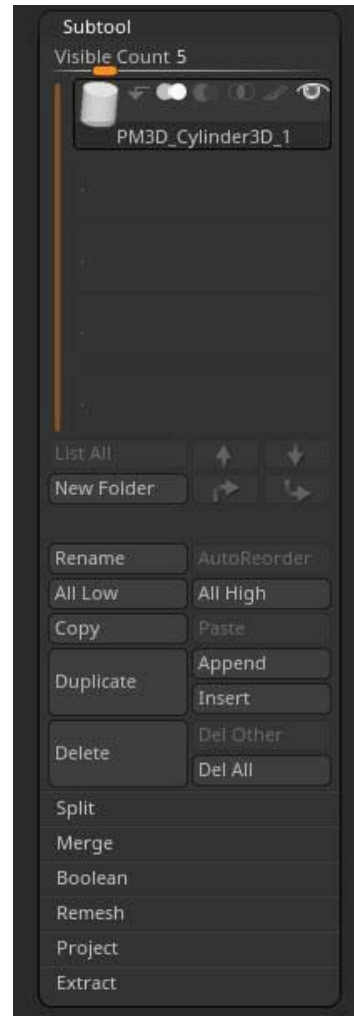 Subtool
Visible Count 5
PM3D_Cylinder3D_1
List All
New Folder
Rename
AutoReorder
All Low
All High
Copy
Paste
Duplicate
Append
Insert
Delete
Del Other
Del All
Split
Merge
Boolean
Remesh
Project
Extract